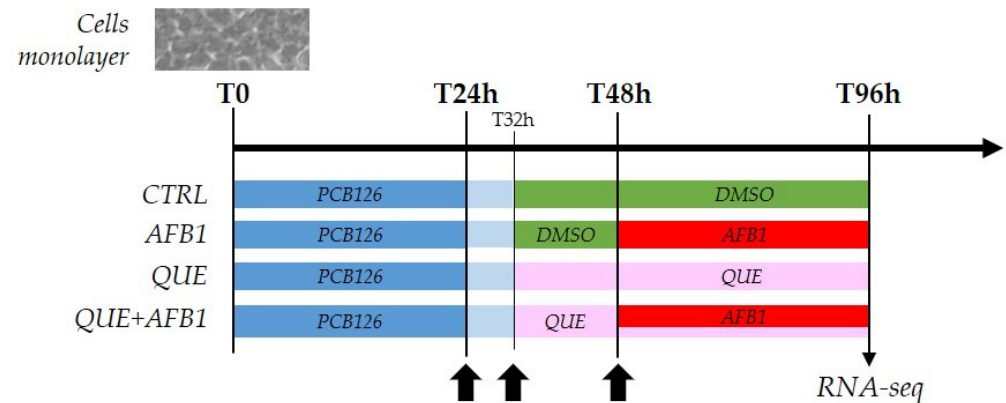 Cells
monolayer
T0 T24h T48h T96h
T32h
CTRL PCB126 DMSO
AFB1 PCB126 DMSO AFB1
QUE PCB126 QUE
QUE+AFB1 PCB126 QUE AFB1
RNA-seq